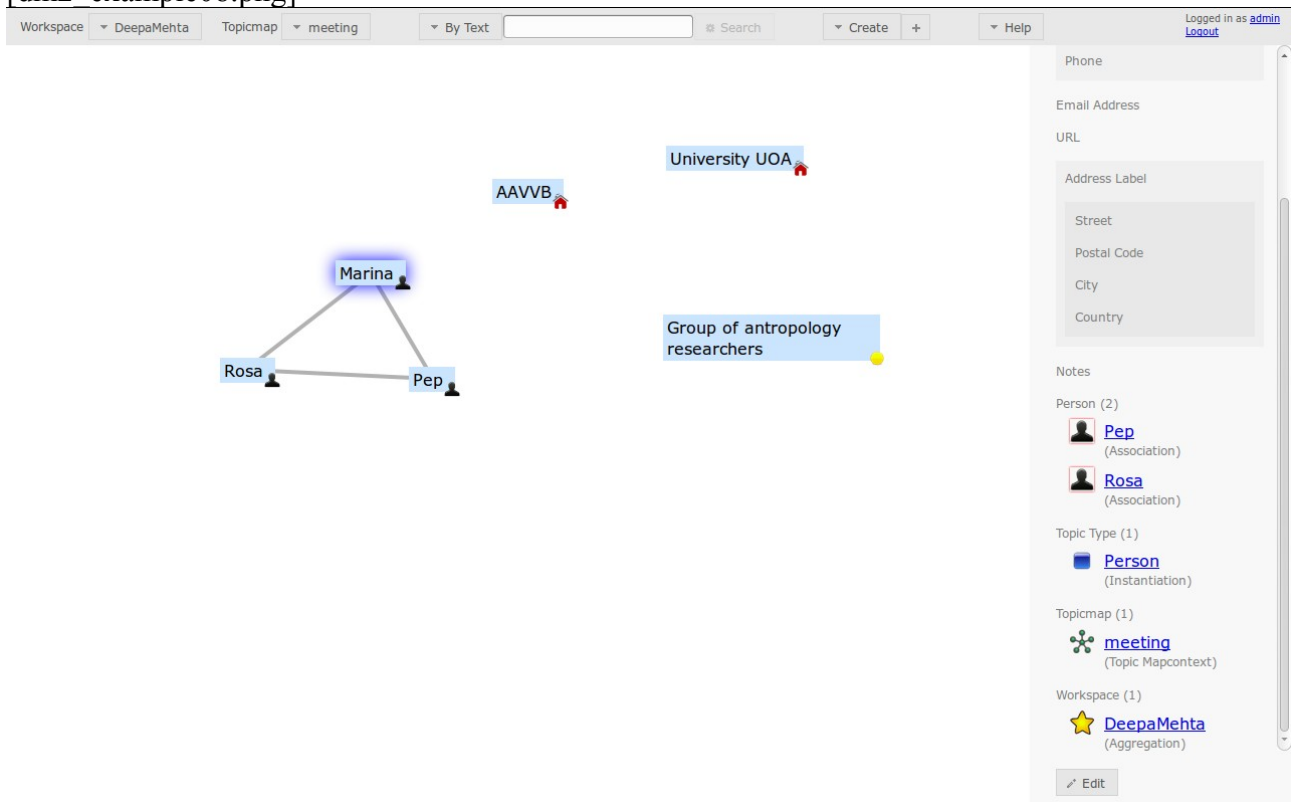 Workspace DeepaMehta Topicmap meeting By Text Search Create + Help Logged in as admin
Logout
Phone
Email Address
URL
Address Label
Street
Postal Code
City
Country
Notes
Person (2)
Pep
(Association)
Rosa
(Association)
Topic Type (1)
Person
(Instantiation)
Topicmap (1)
meeting
(Topic Mapcontext)
Workspace (1)
DeepaMehta
(Aggregation)
Edit
University UOA
AAVVB
Marina
Group of antropology
researchers
Rosa
Pep